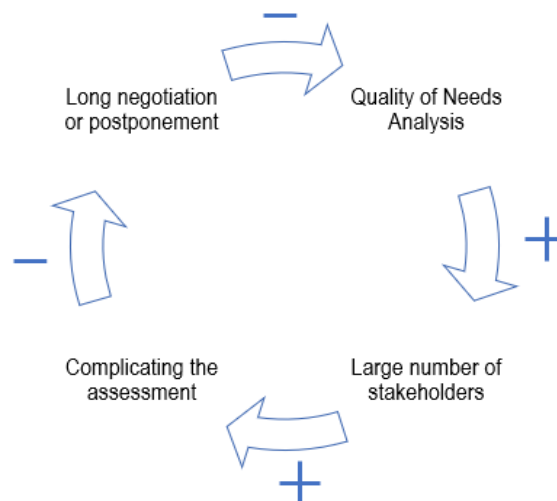 −
Long negotiation
or postponement
Quality of Needs
Analysis
+
Large number of
stakeholders
+
Complicating the
assessment
−